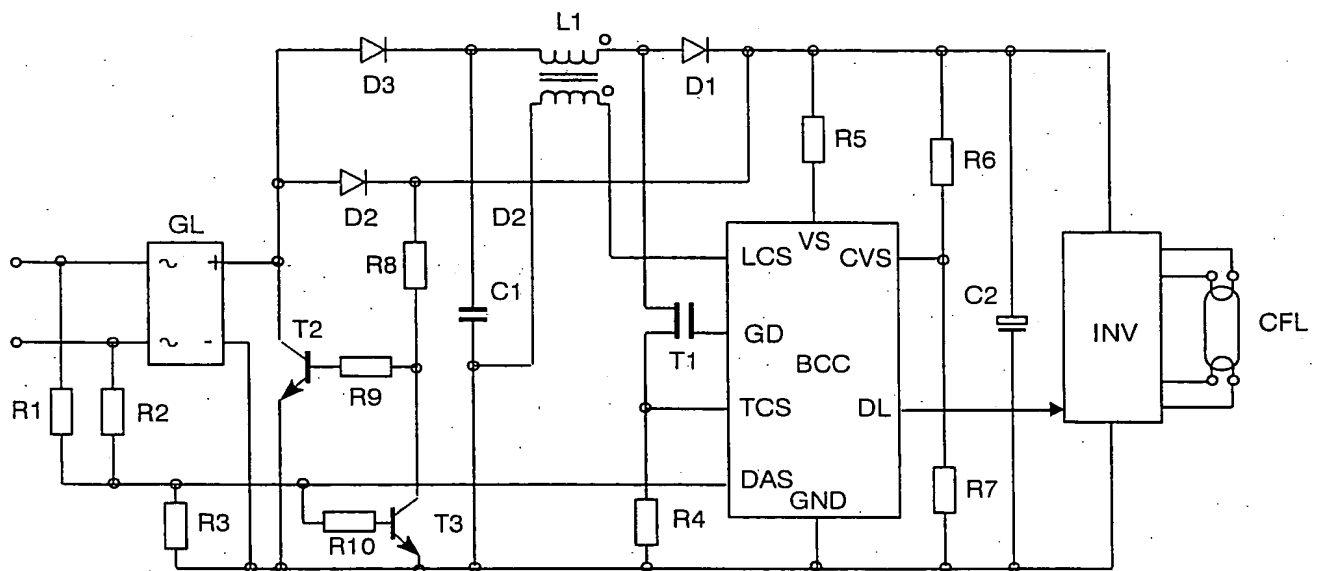 L1
D3
D1
R5
R6
GL
D2
D2
VS
~
+
R8
LCS
CVS
C1
C2
T2
GD
INV
CFL
~
-
T1
BCC
R9
R1
R2
TCS
DL
DAS
R7
GND
R3
R10
T3
R4